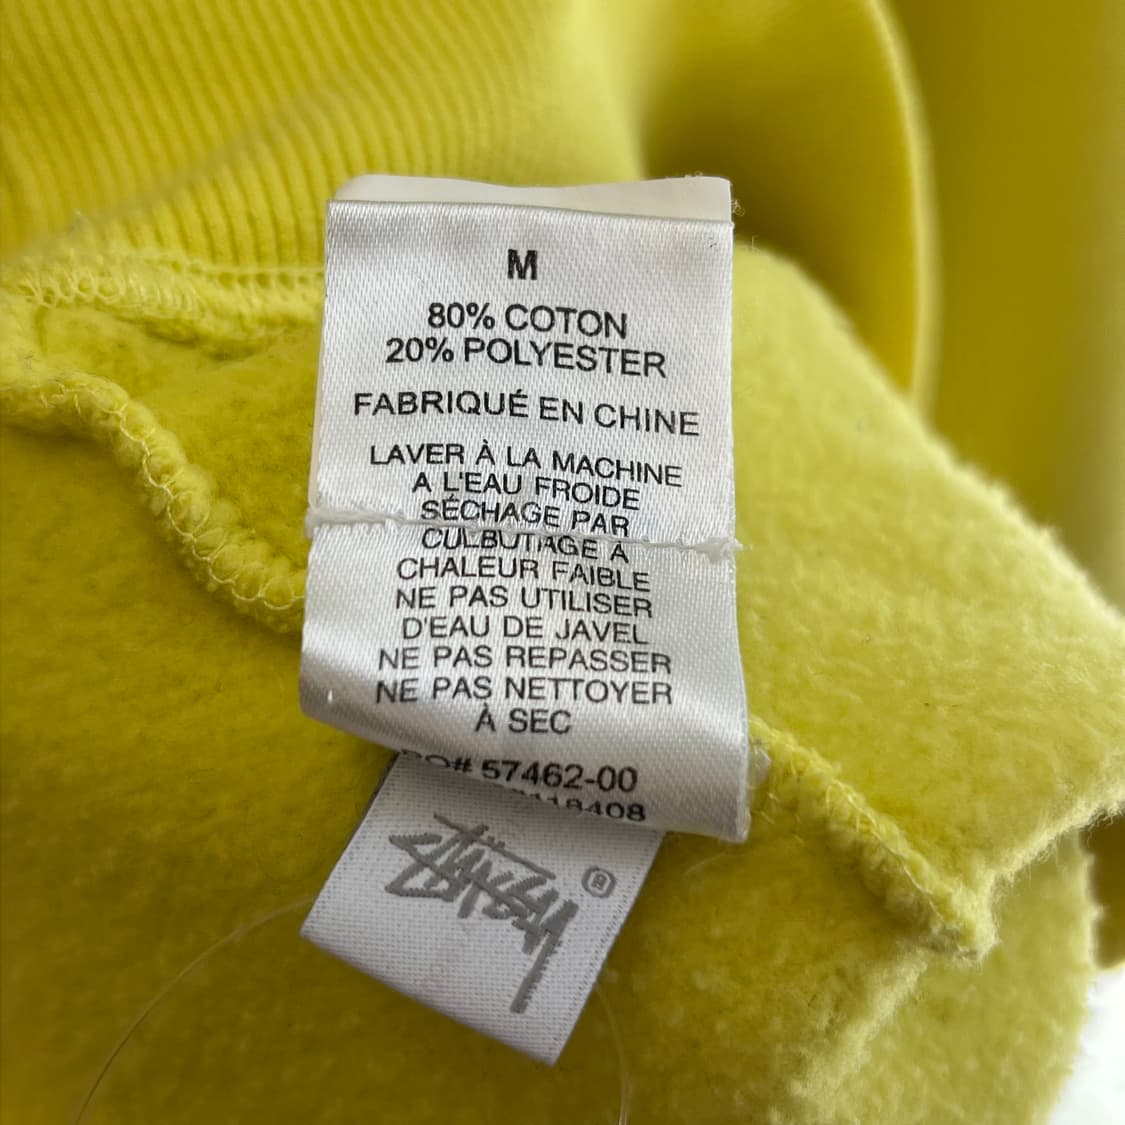 M
80% COTON
20% POLYESTER
FABRIQUÉ EN CHINE
LAVER À LA MACHINE
A L'EAU FROIDE
SÉCHAGE PAR
CULBUTAGE A
CHALEUR FAIBLE
NE PAS UTILISER
D'EAU DE JAVEL
NE PAS REPASSER
NE PAS NETTOYER
À SEC
PO# 57462-00
STÜSSY ®